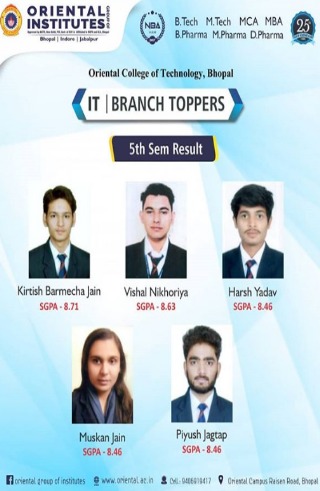 ORIENTAL
INSTITUTES
GROUP
Bhopal | Indore | Jabalpur
NBA
B.Tech M.Tech MCA MBA
B.Pharma M.Pharma D.Pharma
25
Oriental College of Technology, Bhopal
IT | BRANCH TOPPERS
5th Sem Result
Kirtish Barmecha Jain
SGPA - 8.71
Vishal Nikhoriya
SGPA - 8.63
Harsh Yadav
SGPA - 8.46
Muskan Jain
SGPA - 8.46
Piyush Jagtap
SGPA - 8.46
oriental group of institutes
www.oriental.ac.in
Oriental Campus Raisen Road, Bhopal